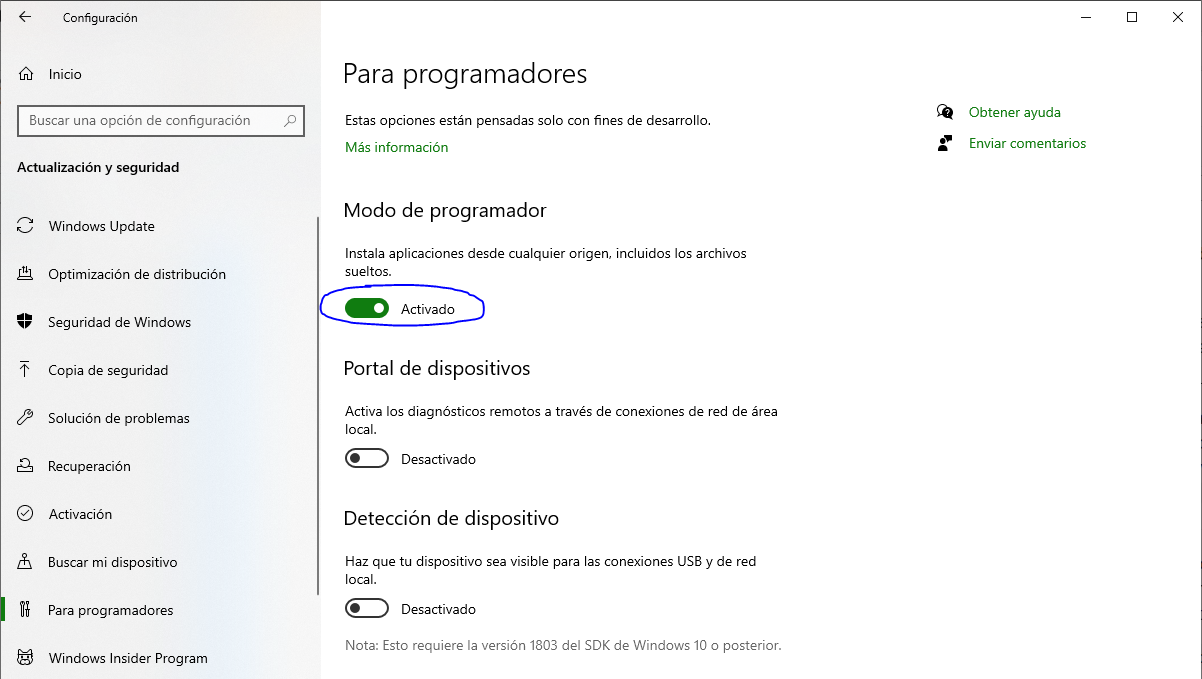 Configuración
Inicio
Buscar una opción de configuración
Actualización y seguridad
Windows Update
Optimización de distribución
Seguridad de Windows
Copia de seguridad
Solución de problemas
Recuperación
Activación
Buscar mi dispositivo
Para programadores
Windows Insider Program
Para programadores
Estas opciones están pensadas solo con fines de desarrollo.
Más información
Modo de programador
Instala aplicaciones desde cualquier origen, incluidos los archivos
sueltos.
Activado
Portal de dispositivos
Activa los diagnósticos remotos a través de conexiones de red de área
local.
Desactivado
Detección de dispositivo
Haz que tu dispositivo sea visible para las conexiones USB y de red
local.
Desactivado
Nota: Esto requiere la versión 1803 del SDK de Windows 10 o posterior.
Obtener ayuda
Enviar comentarios